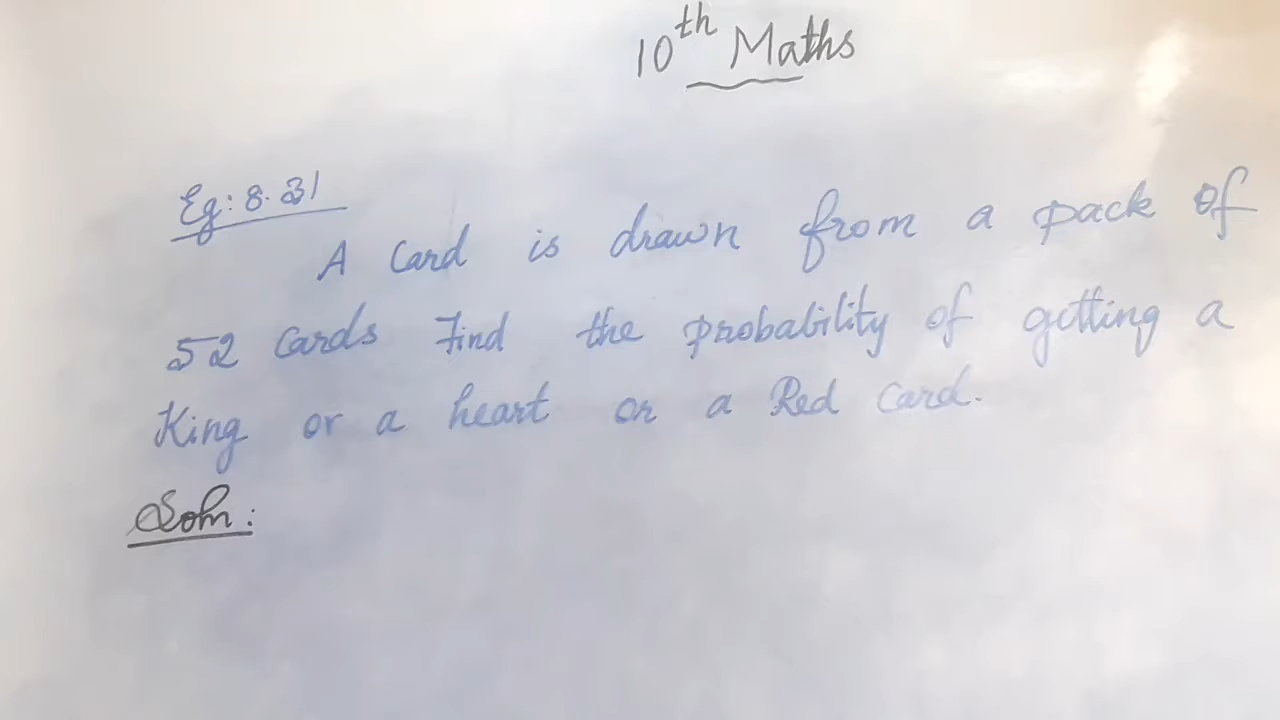 10th Maths
Eg: 8.31
A Card is drawn from a pack of
52 cards Find the probability of getting a
King or a heart or a Red Card.
Soln: